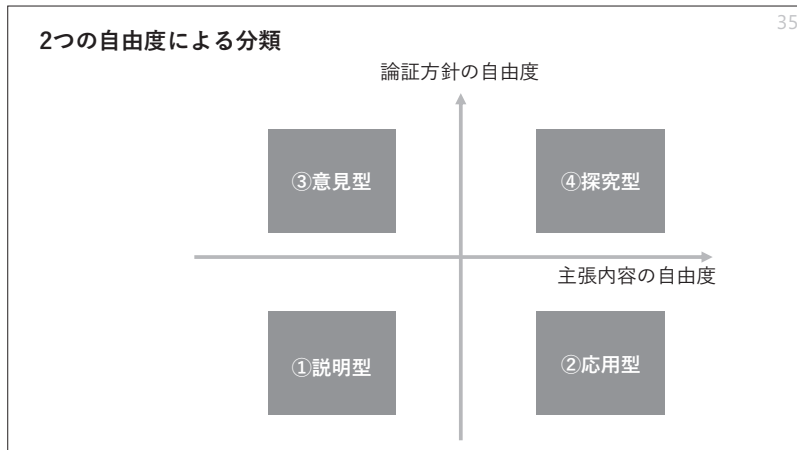 35
2つの自由度による分類
論証方針の自由度
③意見型
④探究型
主張内容の自由度
①説明型
②応用型